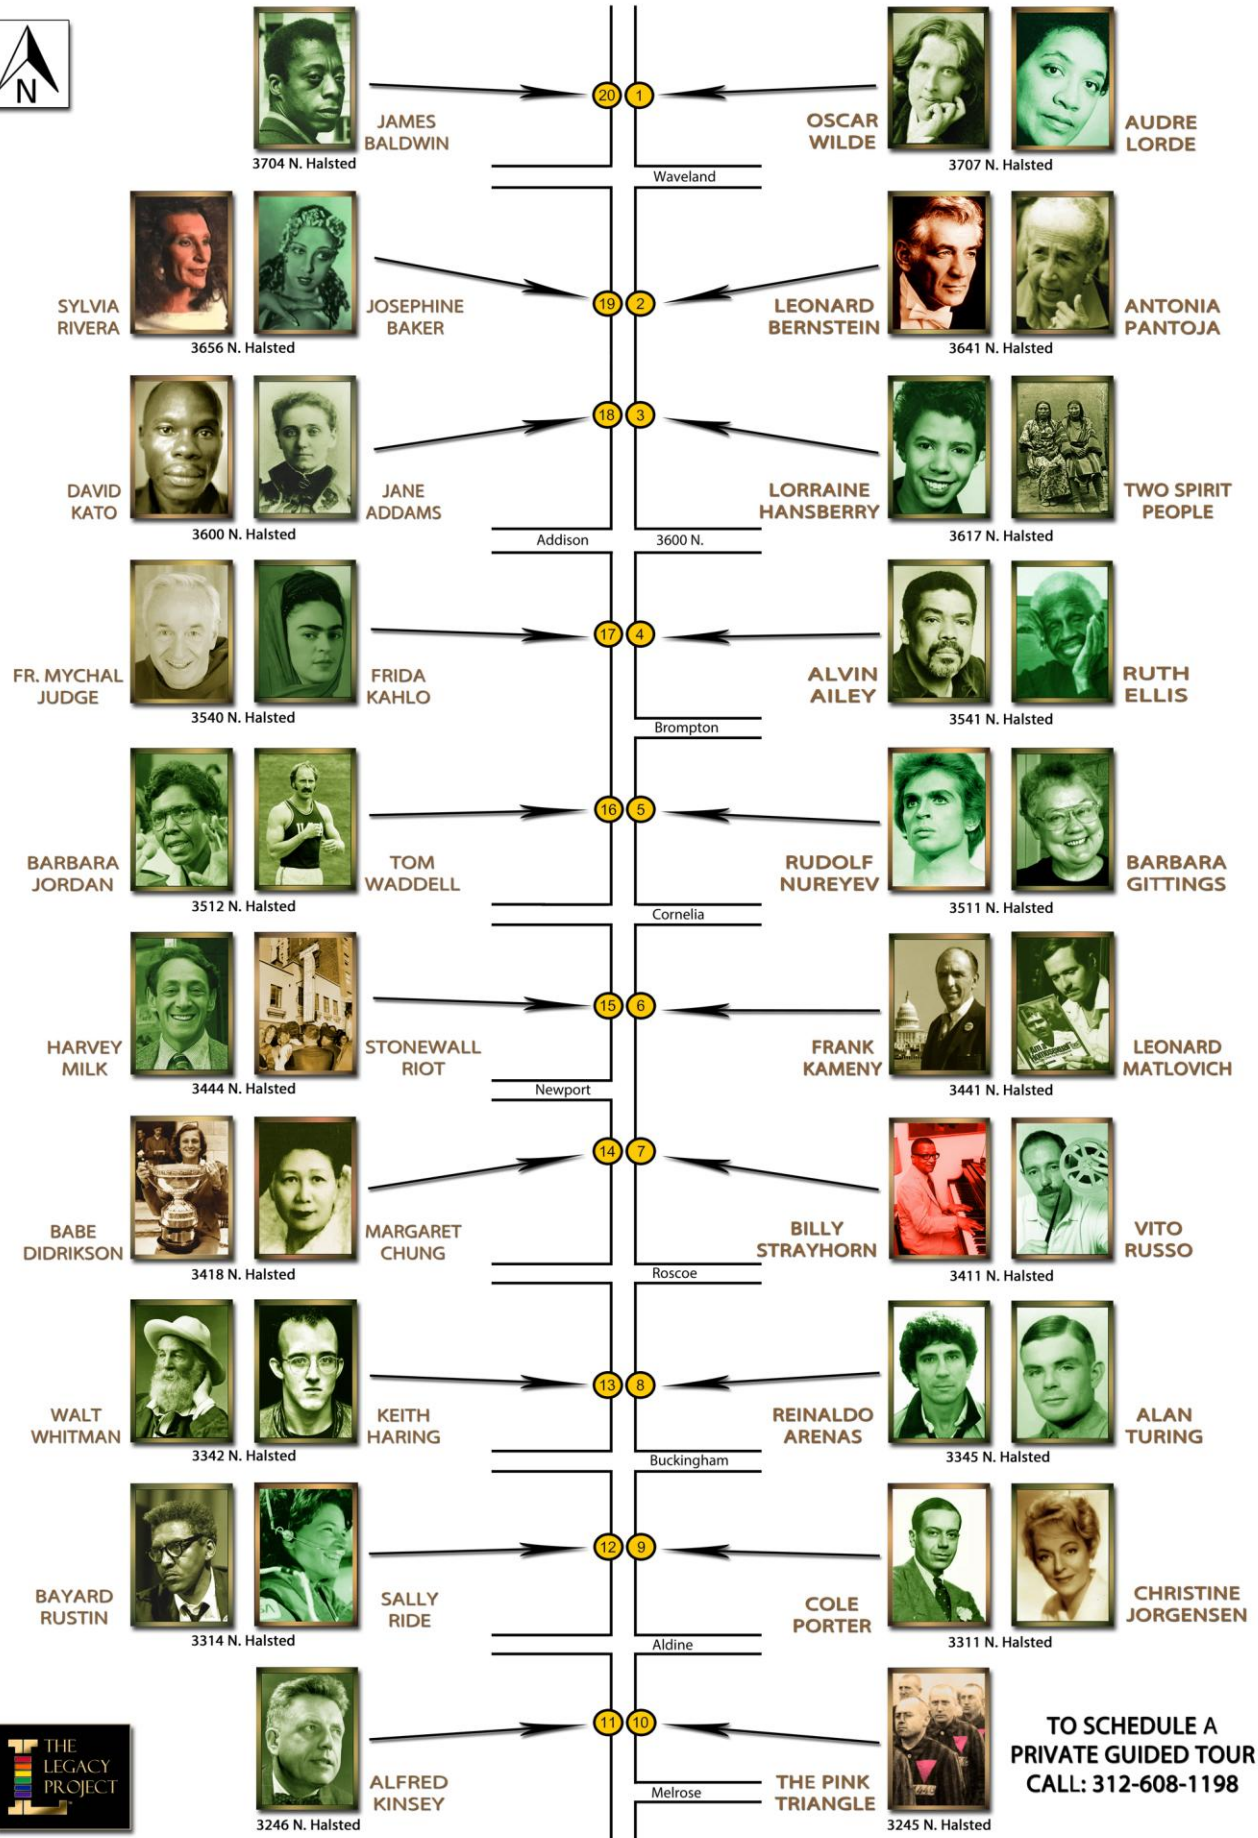 N
JAMES
BALDWIN
3704 N. Halsted
20
1
OSCAR
WILDE
AUDRE
LORDE
3707 N. Halsted
Waveland
SYLVIA
RIVERA
JOSEPHINE
BAKER
3656 N. Halsted
19
2
LEONARD
BERNSTEIN
ANTONIA
PANTOJA
3641 N. Halsted
DAVID
KATO
JANE
ADDAMS
3600 N. Halsted
18
3
LORRAINE
HANSBERRY
TWO SPIRIT
PEOPLE
3617 N. Halsted
Addison
3600 N.
FR. MYCHAL
JUDGE
FRIDA
KAHLO
3540 N. Halsted
17
4
ALVIN
AILEY
RUTH
ELLIS
3541 N. Halsted
Brompton
BARBARA
JORDAN
TOM
WADDELL
3512 N. Halsted
16
5
RUDOLF
NUREYEV
BARBARA
GITTINGS
3511 N. Halsted
Cornelia
HARVEY
MILK
STONEWALL
RIOT
3444 N. Halsted
15
6
FRANK
KAMENY
LEONARD
MATLOVICH
3441 N. Halsted
Newport
BABE
DIDRIKSON
MARGARET
CHUNG
3418 N. Halsted
14
7
BILLY
STRAYHORN
VITO
RUSSO
3411 N. Halsted
Roscoe
WALT
WHITMAN
KEITH
HARING
3342 N. Halsted
13
8
REINALDO
ARENAS
ALAN
TURING
3345 N. Halsted
Buckingham
BAYARD
RUSTIN
SALLY
RIDE
3314 N. Halsted
12
9
COLE
PORTER
CHRISTINE
JORGENSEN
3311 N. Halsted
Aldine
THE
LEGACY
PROJECT
ALFRED
KINSEY
3246 N. Halsted
11
10
THE PINK
TRIANGLE
3245 N. Halsted
Melrose
TO SCHEDULE A
PRIVATE GUIDED TOUR
CALL: 312-608-1198